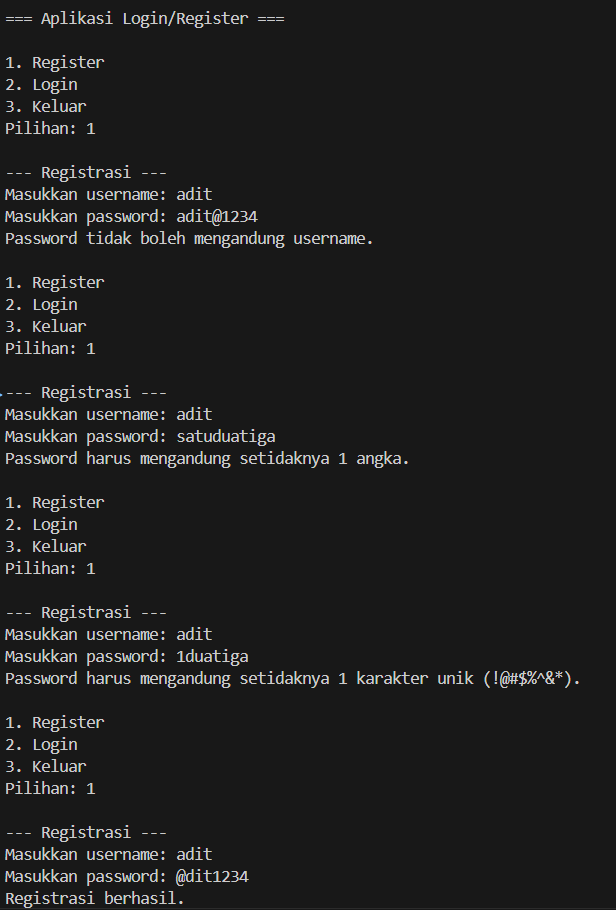 === Aplikasi Login/Register ===
1. Register
2. Login
3. Keluar
Pilihan: 1
--- Registrasi ---
Masukkan username: adit
Masukkan password: adit@1234
Password tidak boleh mengandung username.
1. Register
2. Login
3. Keluar
Pilihan: 1
--- Registrasi ---
Masukkan username: adit
Masukkan password: satuduatiga
Password harus mengandung setidaknya 1 angka.
1. Register
2. Login
3. Keluar
Pilihan: 1
--- Registrasi ---
Masukkan username: adit
Masukkan password: 1duatiga
Password harus mengandung setidaknya 1 karakter unik (!@#$%^&*).
1. Register
2. Login
3. Keluar
Pilihan: 1
--- Registrasi ---
Masukkan username: adit
Masukkan password: @dit1234
Registrasi berhasil.